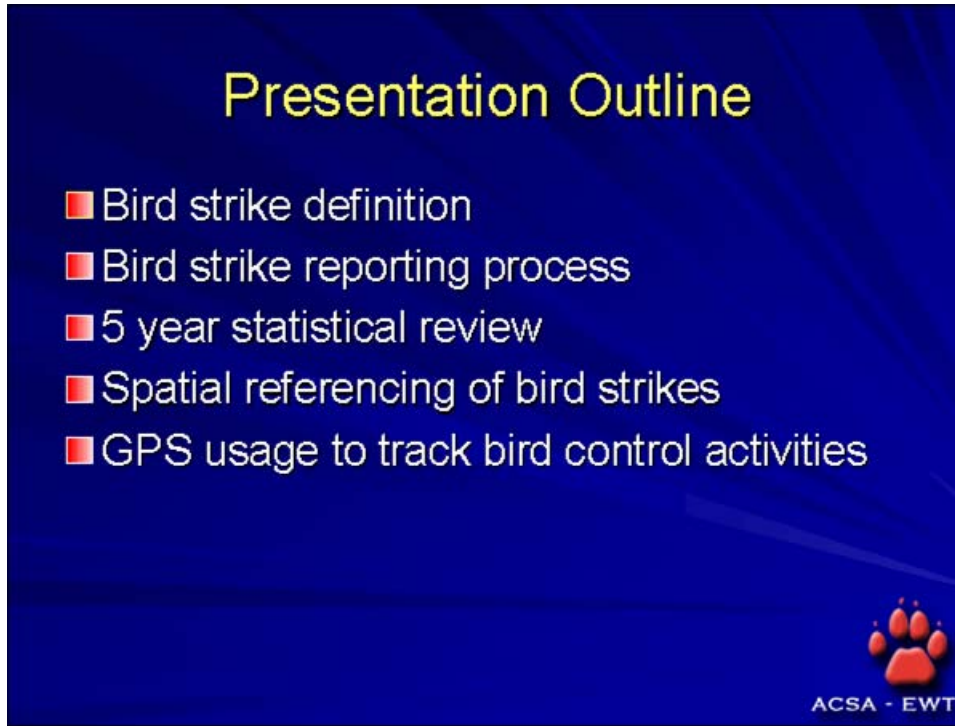 Presentation Outline
Bird strike definition
Bird strike reporting process
5 year statistical review
Spatial referencing of bird strikes
GPS usage to track bird control activities
ACSA - EWT